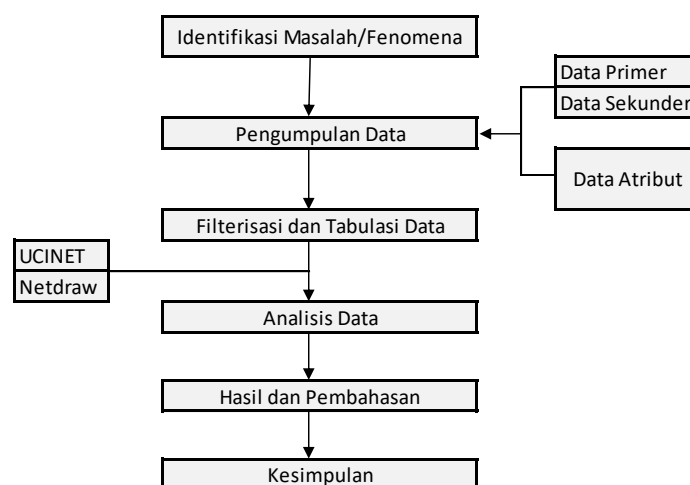 Identifikasi Masalah/Fenomena
Data Primer
Data Sekunder
Pengumpulan Data
Data Atribut
Filterisasi dan Tabulasi Data
UCINET
Netdraw
Analisis Data
Hasil dan Pembahasan
Kesimpulan